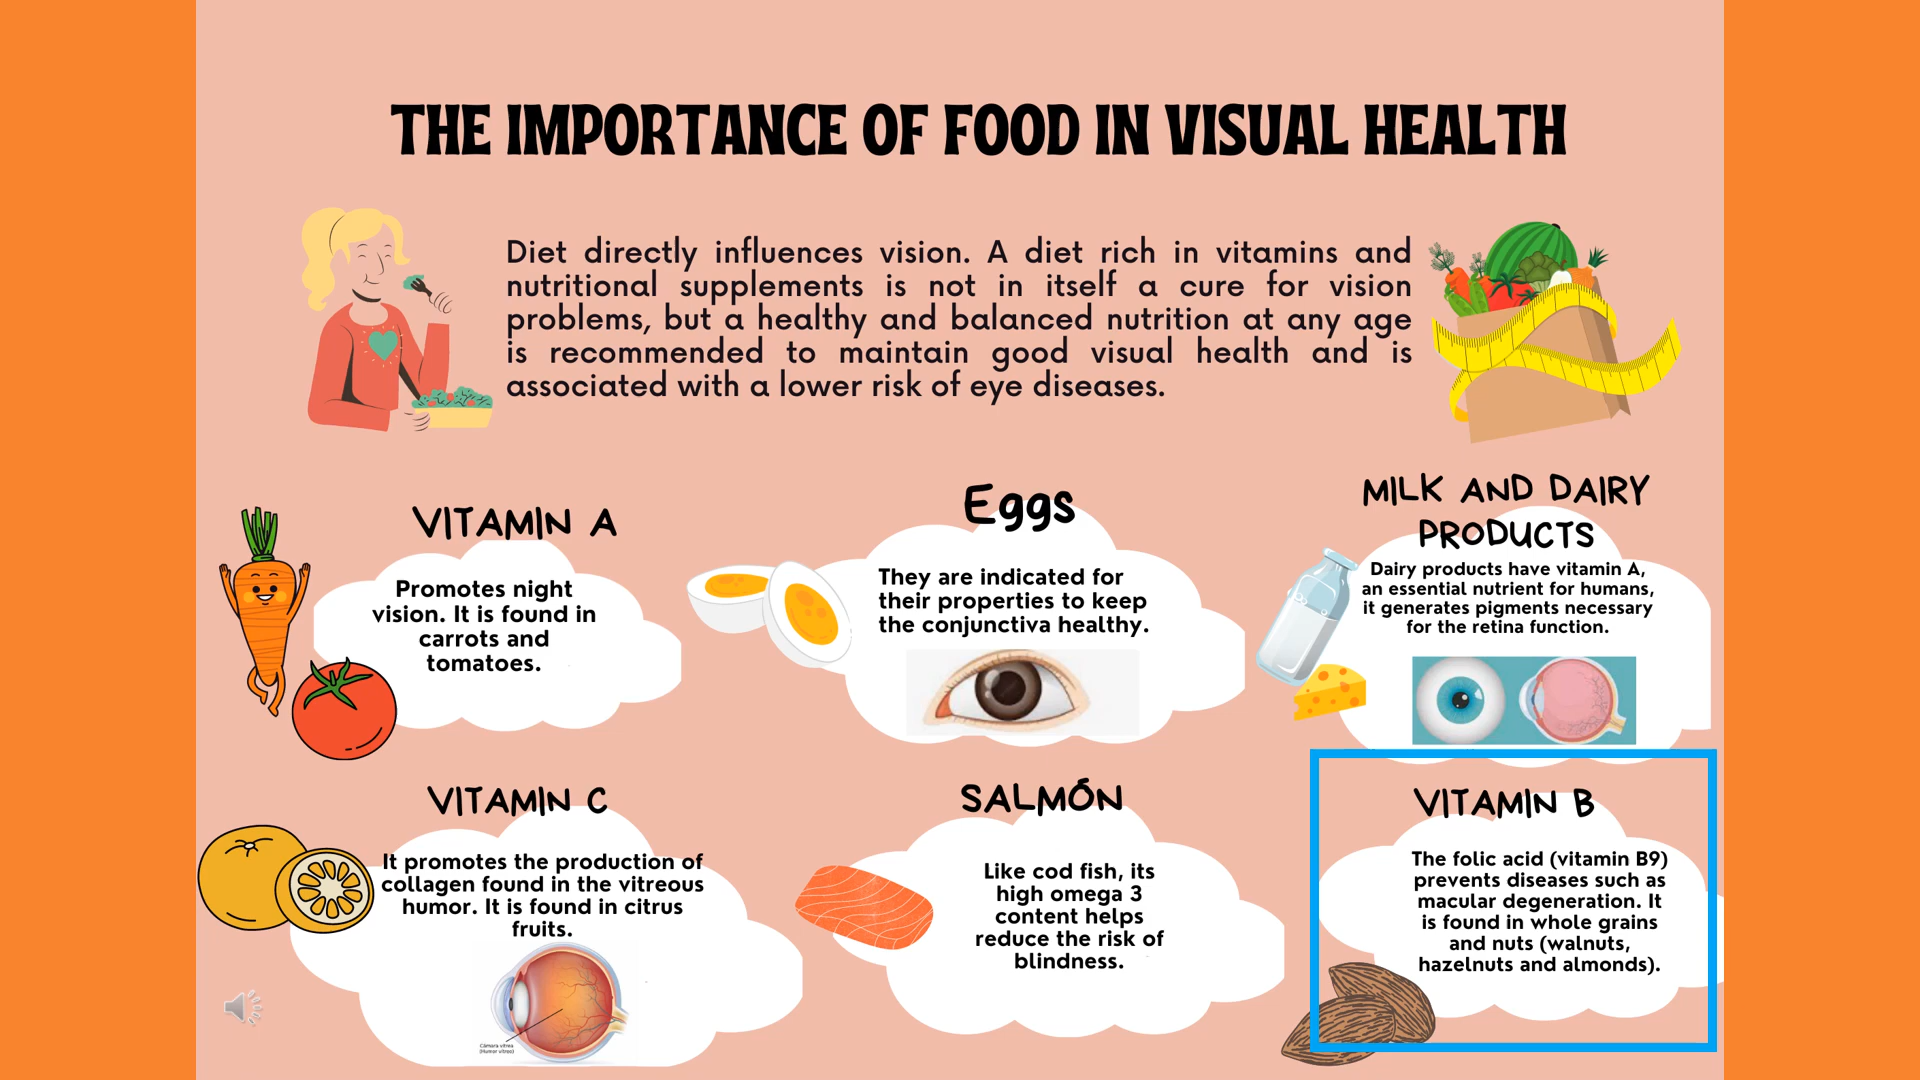 THE IMPORTANCE OF FOOD IN VISUAL HEALTH
Diet directly influences vision. A diet rich in vitamins and
nutritional supplements is not in itself a cure for vision
problems, but a healthy and balanced nutrition at any age
is recommended to maintain good visual health and is
associated with a lower risk of eye diseases.
VITAMIN A
Promotes night
vision. It is found in
carrots and
tomatoes.
Eggs
They are indicated for
their properties to keep
the conjunctiva healthy.
MILK AND DAIRY
PRODUCTS
Dairy products have vitamin A,
an essential nutrient for humans,
it generates pigments necessary
for the retina function.
VITAMIN C
It promotes the production of
collagen found in the vitreous
humor. It is found in citrus
fruits.
Cámara vítrea
(Humor vítreo)
SALMÓN
Like cod fish, its
high omega 3
content helps
reduce the risk of
blindness.
VITAMIN B
The folic acid (vitamin B9)
prevents diseases such as
macular degeneration. It
is found in whole grains
and nuts (walnuts,
hazelnuts and almonds).